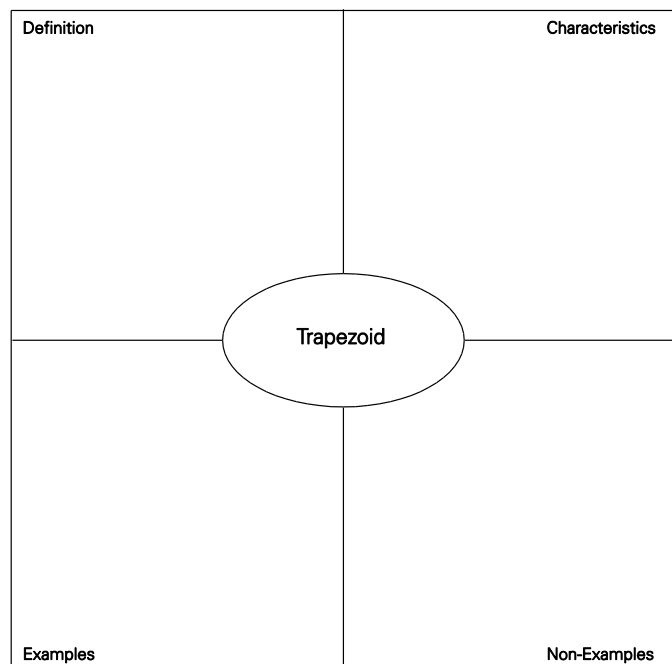 Definition
Characteristics
Trapezoid
Examples
Non-Examples